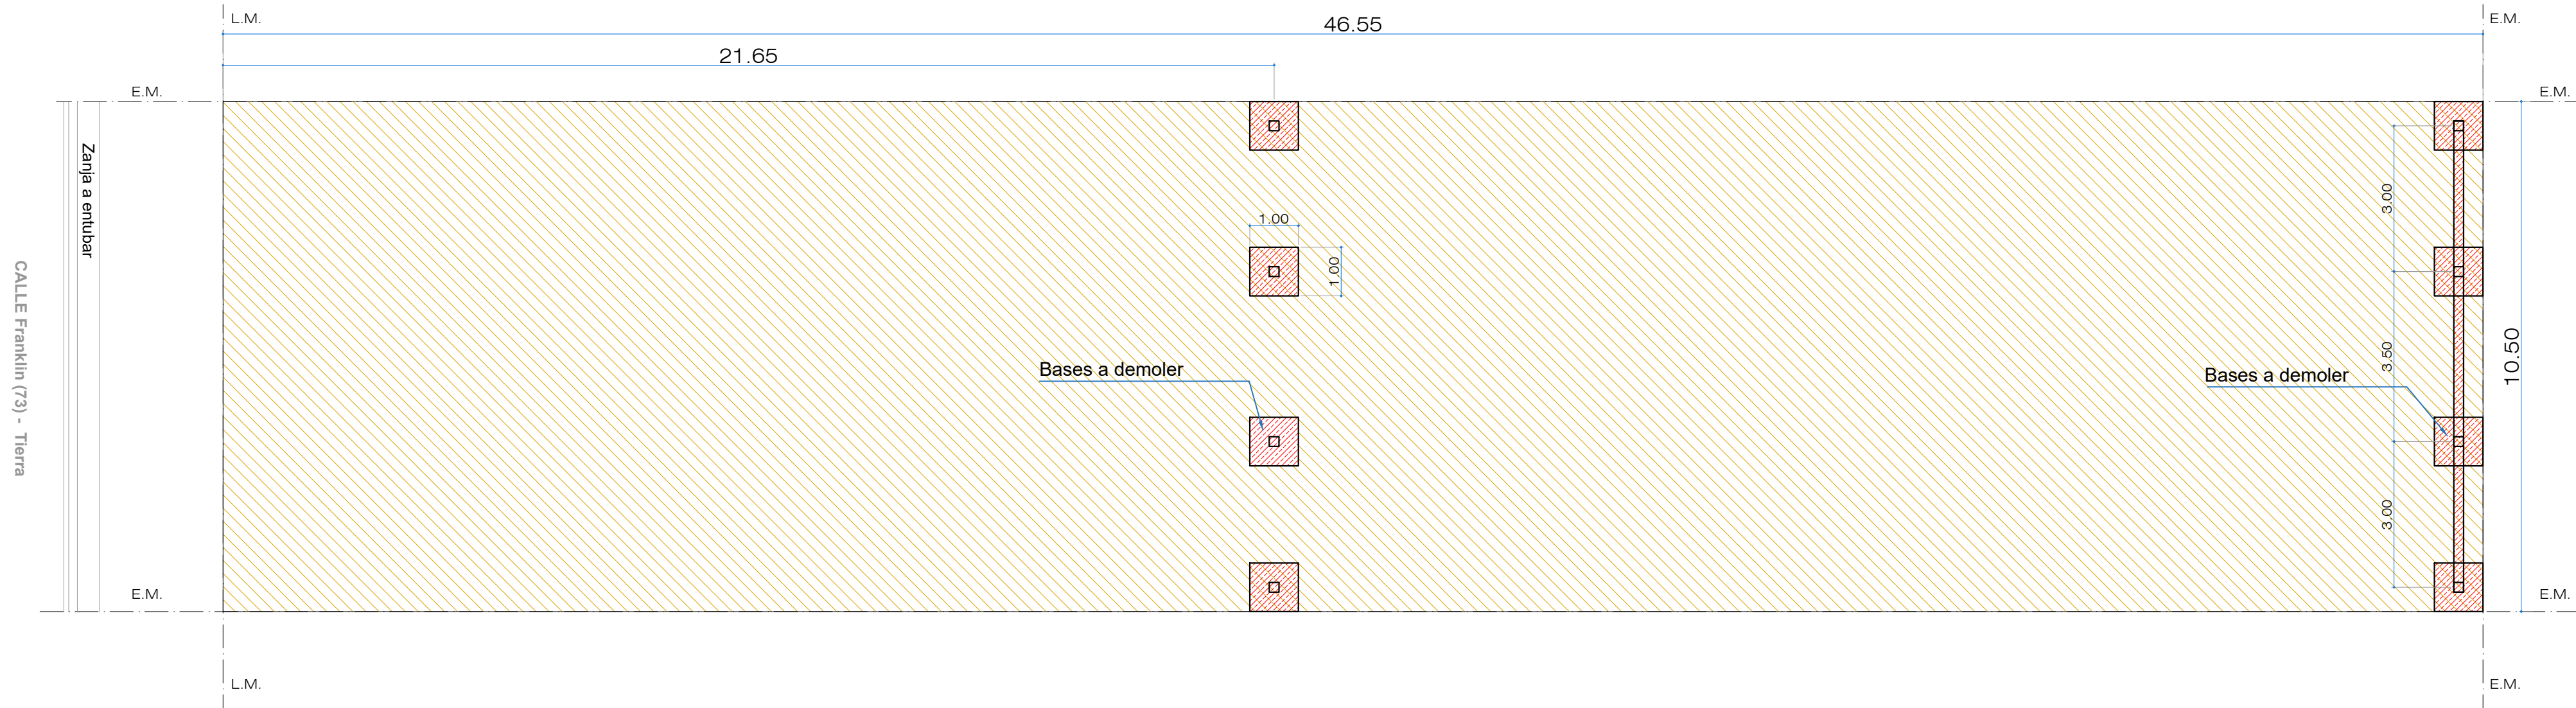 L.M.
E.M.
46.55
21.65
E.M.
E.M.
Zanja a entubar
CALLE Franklin (73) - Tierra
1.00
1.00
3.00
3.50
3.00
10.50
Bases a demoler
Bases a demoler
E.M.
E.M.
L.M.
E.M.